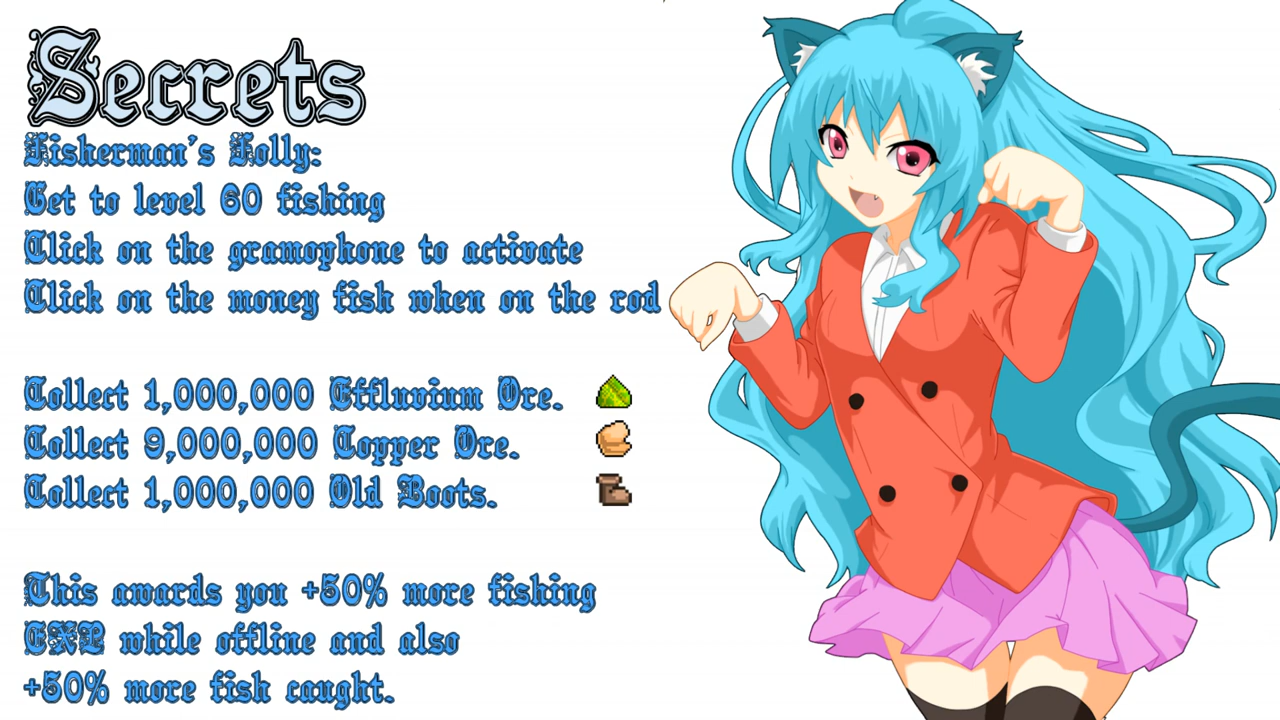 Secrets
Fisherman's Folly:
Get to level 60 fishing
Click on the gramophone to activate
Click on the money fish when on the rod
Collect 1,000,000 Effluvium Ore.
Collect 9,000,000 Copper Ore.
Collect 1,000,000 Old Boots.
This awards you +50% more fishing
EXP while offline and also
+50% more fish caught.